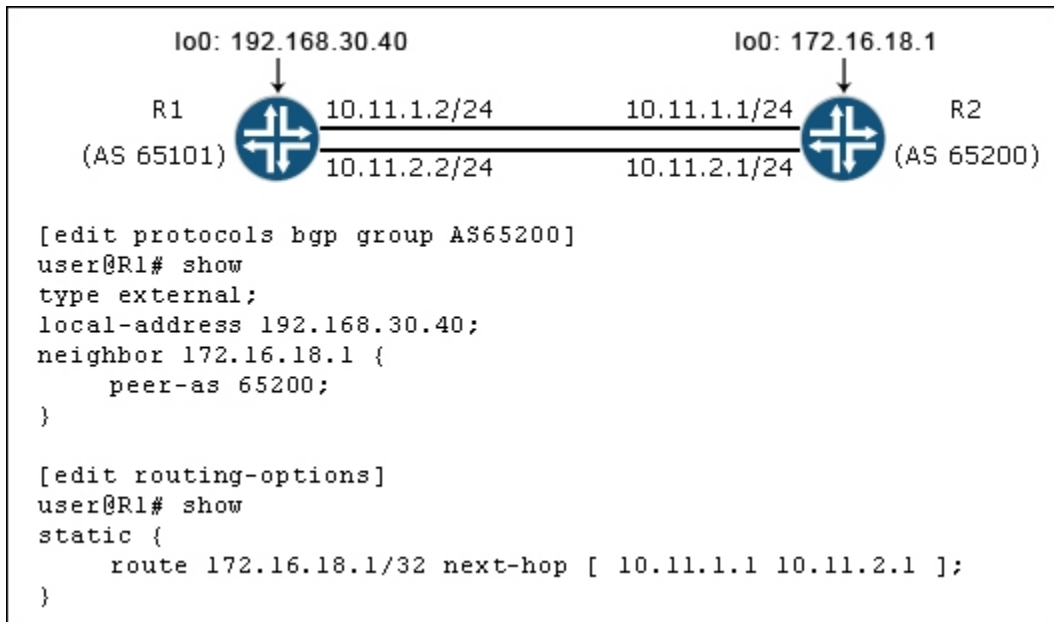 lo0: 192.168.30.40 lo0: 172.16.18.1
R1 10.11.1.2/24 10.11.1.1/24 R2
(AS 65101) 10.11.2.2/24 10.11.2.1/24 (AS 65200)
[edit protocols bgp group AS65200]
user@R1# show
type external;
local-address 192.168.30.40;
neighbor 172.16.18.1 {
peer-as 65200;
}
[edit routing-options]
user@R1# show
static {
route 172.16.18.1/32 next-hop [ 10.11.1.1 10.11.2.1 ];
}